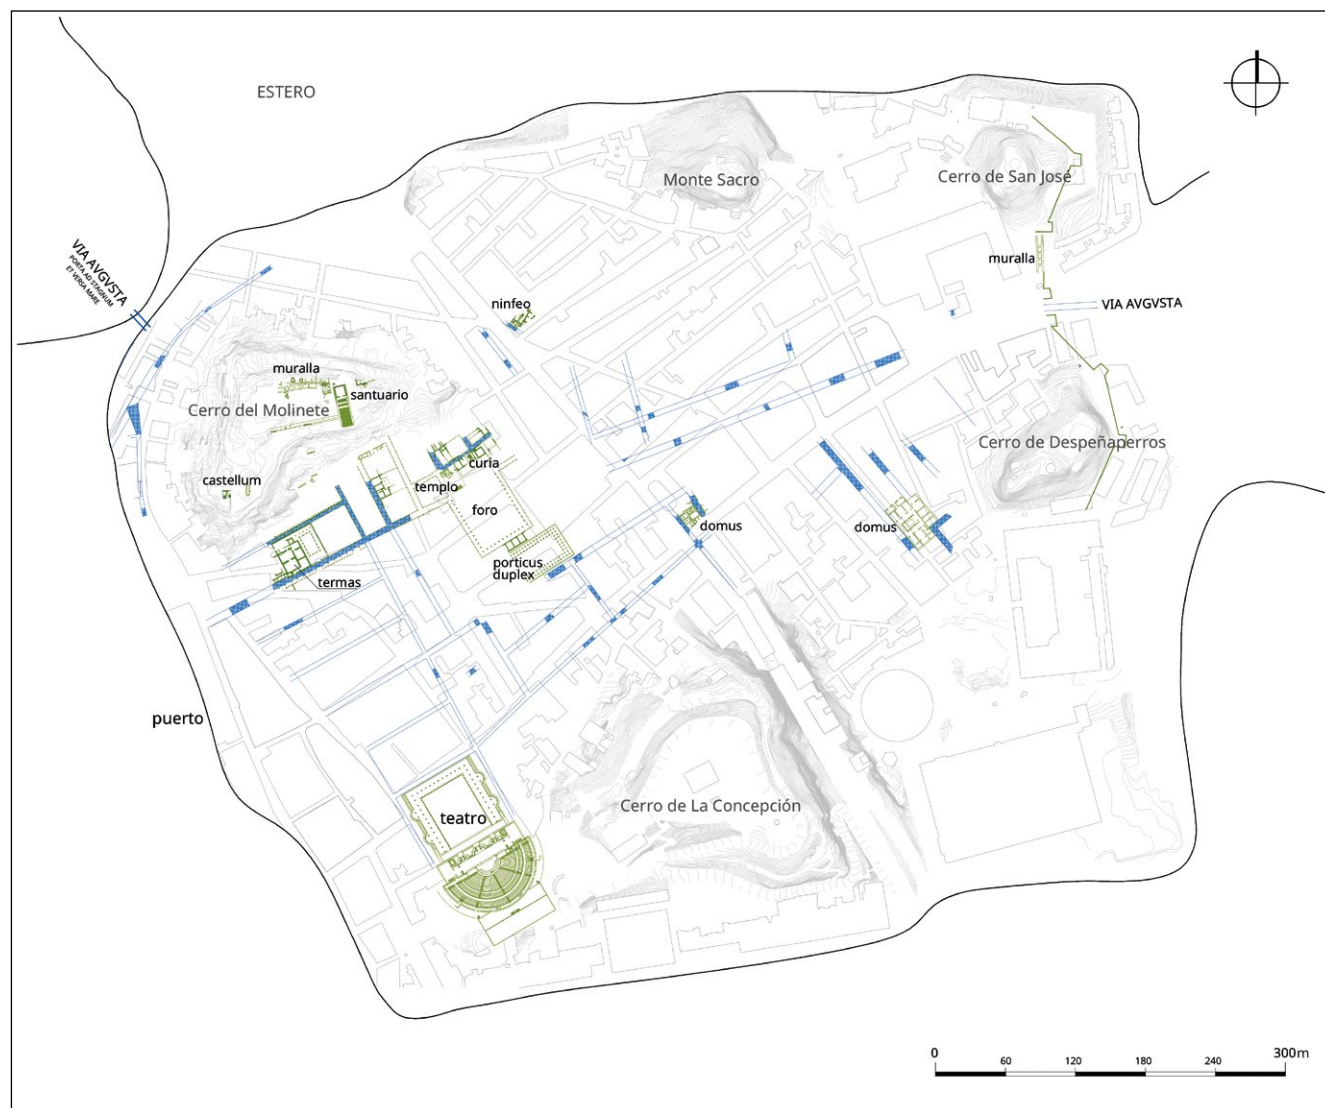 ESTERO
Monte Sacro
Cerro de San José
VIA AVGVSTA
PORTA AD STAGNUM
ET VERSA MARE
muralla
ninfeo
VIA AVGVSTA
muralla
santuario
Cerro del Molinete
Cerro de Despeñaperros
curia
castellum
templo
foro
domus
domus
porticus
duplex
termas
puerto
Cerro de La Concepción
teatro
0
60
120
180
240
300m